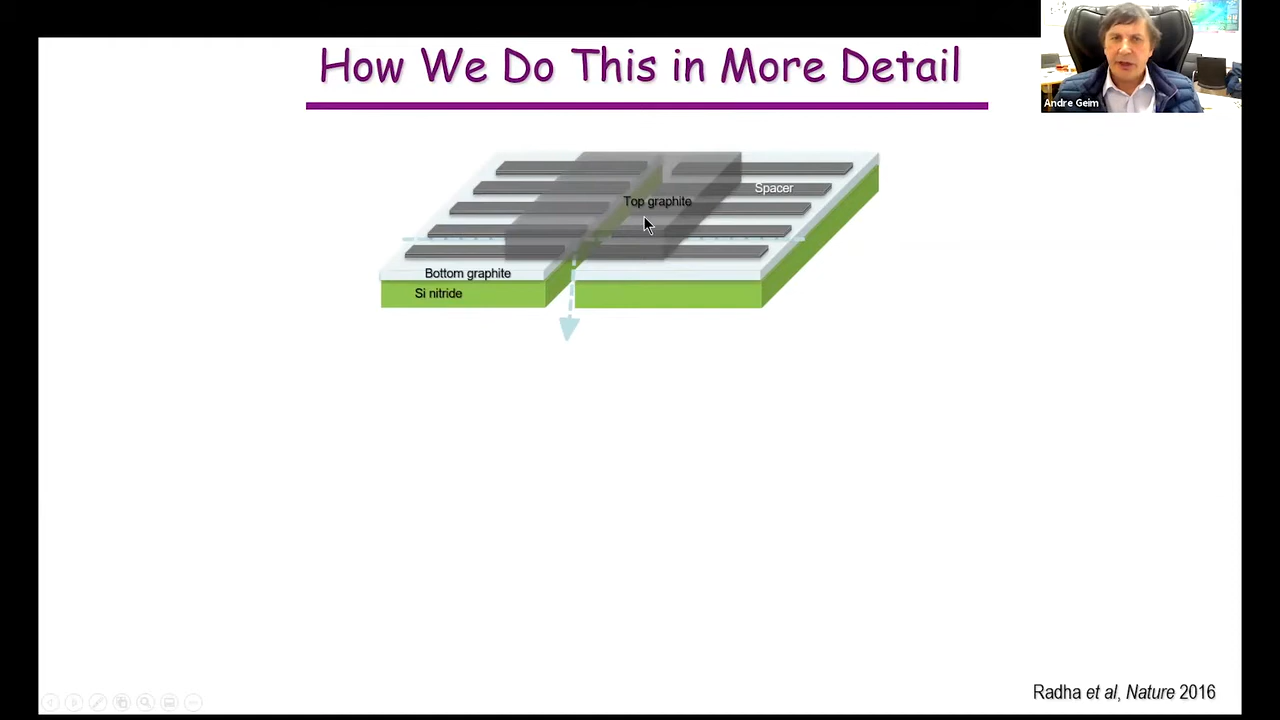 How We Do This in More Detail
Andre Geim
Spacer
Top graphite
Bottom graphite
Si nitride
Radha et al, Nature 2016